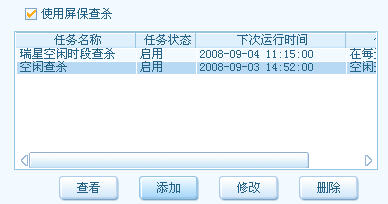 使用屏保查杀
任务名称 任务状态 下次运行时间
瑞星空闲时段查杀 启用 2008-09-04 11:15:00 在每
空闲查杀 启用 2008-09-03 14:52:00 空闲
查看 添加 修改 删除